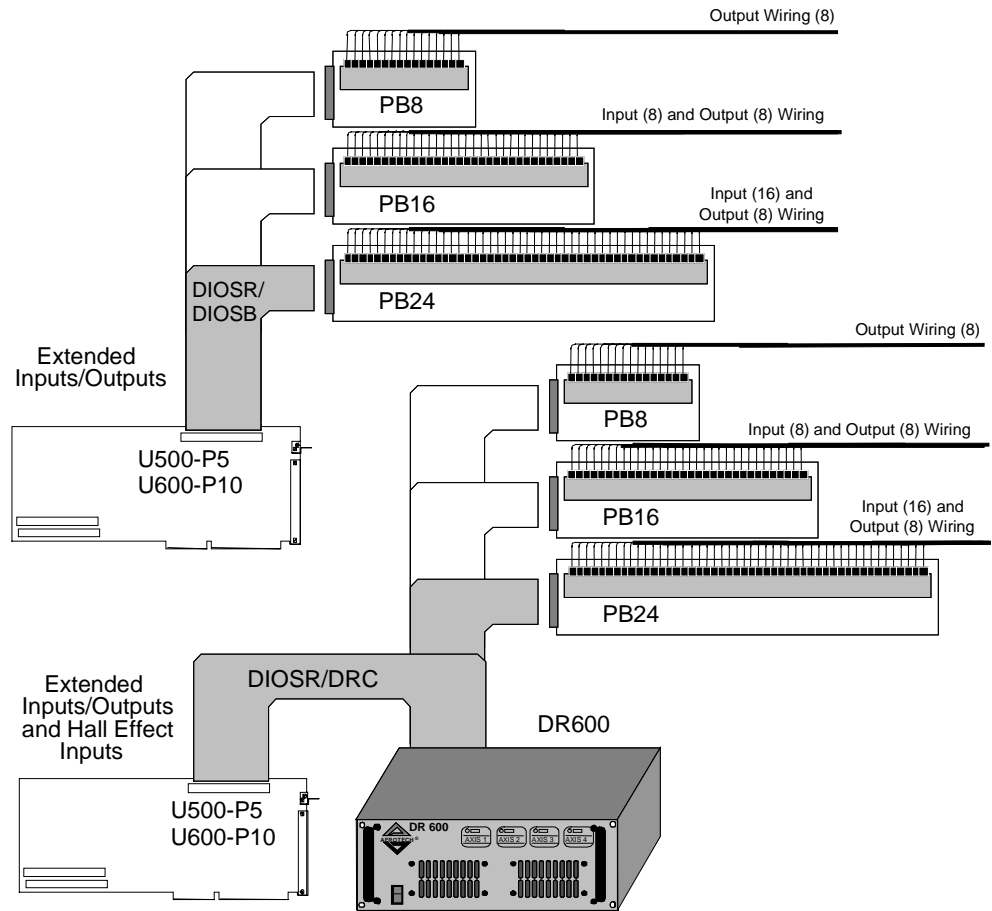 Output Wiring (8)
PB8
Input (8) and Output (8) Wiring
PB16
Input (16) and
Output (8) Wiring
PB24
DIOSR/
DIOSB
Extended
Inputs/Outputs
U500-P5
U600-P10
Output Wiring (8)
PB8
Input (8) and Output (8) Wiring
PB16
Input (16) and
Output (8) Wiring
PB24
DIOSR/DRC
Extended
Inputs/Outputs
and Hall Effect
Inputs
U500-P5
U600-P10
DR600
DR 600
AEROTECH®
AXIS 1
AXIS 2
AXIS 3
AXIS 4